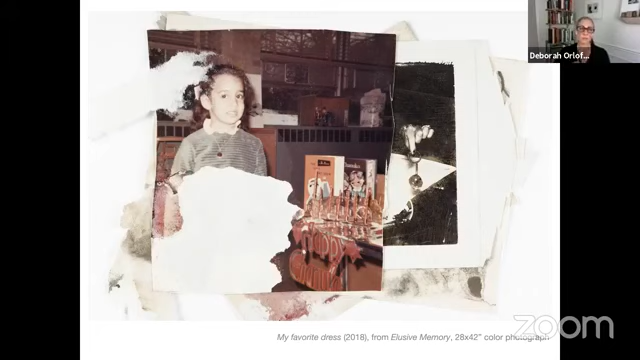 Deborah Orlof...
My favorite dress (2018), from Elusive Memory, 28x42" color photograph
zoom